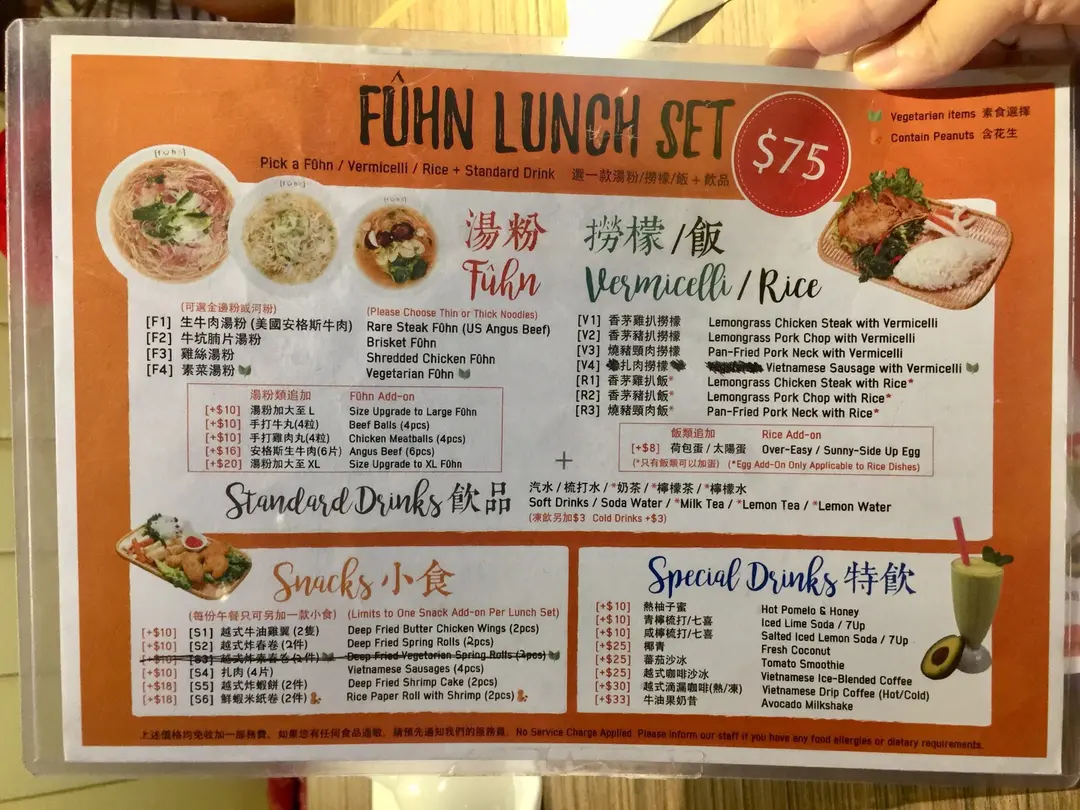 FÛHN LUNCH SET
$75
Vegetarian items 素食選擇
Contain Peanuts 含花生
Pick a Fûhn / Vermicelli / Rice + Standard Drink 選一款湯粉/撈檬/飯 + 飲品
[FÛHN]
[FÛHN]
[FÛHN]
湯粉
Fûhn
(可選金邊粉或河粉) (Please Choose Thin or Thick Noodles)
[F1] 生牛肉湯粉 (美國安格斯牛肉) Rare Steak Fûhn (US Angus Beef)
[F2] 牛坑腩片湯粉 Brisket Fûhn
[F3] 雞絲湯粉 Shredded Chicken Fûhn
[F4] 素菜湯粉 Vegetarian Fûhn
湯粉類追加 Fûhn Add-on
[+$10] 湯粉加大至 L Size Upgrade to Large Fûhn
[+$10] 手打牛丸(4粒) Beef Balls (4pcs)
[+$10] 手打雞肉丸(4粒) Chicken Meatballs (4pcs)
[+$16] 安格斯生牛肉(6片) Angus Beef (6pcs)
[+$20] 湯粉加大至 XL Size Upgrade to XL Fûhn
撈檬/飯
Vermicelli / Rice
[V1] 香茅雞扒撈檬 Lemongrass Chicken Steak with Vermicelli
[V2] 香茅豬扒撈檬 Lemongrass Pork Chop with Vermicelli
[V3] 燒豬頸肉撈檬 Pan-Fried Pork Neck with Vermicelli
[V4] 扎肉撈檬 Vietnamese Sausage with Vermicelli
[R1] 香茅雞扒飯* Lemongrass Chicken Steak with Rice*
[R2] 香茅豬扒飯* Lemongrass Pork Chop with Rice*
[R3] 燒豬頸肉飯* Pan-Fried Pork Neck with Rice*
飯類追加 Rice Add-on
[+$8] 荷包蛋 / 太陽蛋 Over-Easy / Sunny-Side Up Egg
(*只有飯類可以加蛋) (*Egg Add-On Only Applicable to Rice Dishes)
+
Standard Drinks 飲品
汽水 / 梳打水 / *奶茶 / *檸檬茶 / *檸檬水
Soft Drinks / Soda Water / *Milk Tea / *Lemon Tea / *Lemon Water
(凍飲另加$3 Cold Drinks +$3)
Snacks 小食
(每份午餐只可另加一款小食) (Limits to One Snack Add-on Per Lunch Set)
[+$10] [S1] 越式牛油雞翼 (2隻) Deep Fried Butter Chicken Wings (2pcs)
[+$10] [S2] 越式炸春卷 (2件) Deep Fried Spring Rolls (2pcs)
[+$10] [S3] 越式炸素春卷 (2件) Deep Fried Vegetarian Spring Rolls (2pcs)
[+$10] [S4] 扎肉 (4片) Vietnamese Sausages (4pcs)
[+$18] [S5] 越式炸蝦餅 (2件) Deep Fried Shrimp Cake (2pcs)
[+$18] [S6] 鮮蝦米紙卷 (2件) Rice Paper Roll with Shrimp (2pcs)
Special Drinks 特飲
[+$10] 熱柚子蜜 Hot Pomelo & Honey
[+$10] 青檸梳打/七喜 Iced Lime Soda / 7Up
[+$10] 咸檸梳打/七喜 Salted Iced Lemon Soda / 7Up
[+$25] 椰青 Fresh Coconut
[+$25] 蕃茄沙冰 Tomato Smoothie
[+$25] 越式咖啡沙冰 Vietnamese Ice-Blended Coffee
[+$30] 越式滴漏咖啡(熱/凍) Vietnamese Drip Coffee (Hot/Cold)
[+$33] 牛油果奶昔 Avocado Milkshake
上述價格均免收加一服務費。如果您有任何食品過敏，請預先通知我們的服務員。No Service Charge Applied. Please inform our staff if you have any food allergies or dietary requirements.